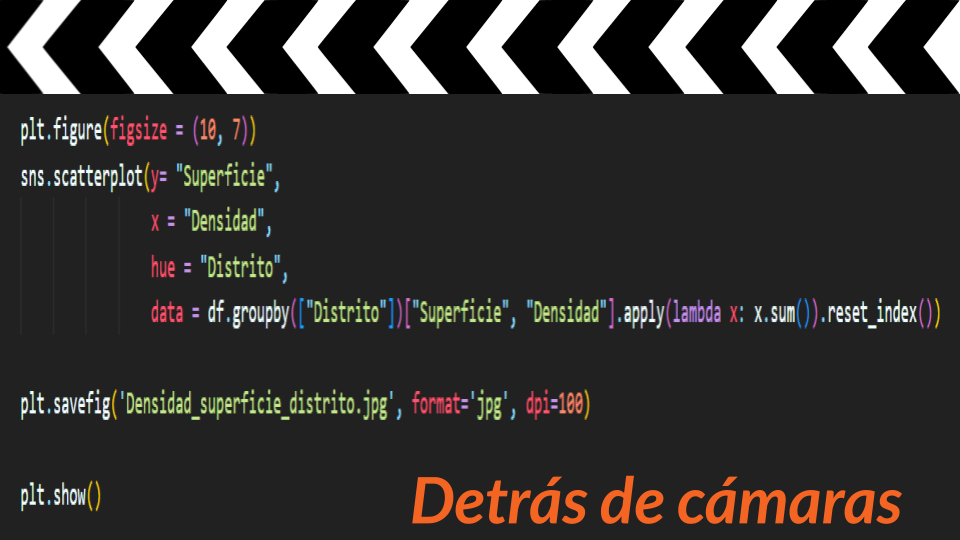 plt.figure(figsize = (10, 7))
sns.scatterplot(y= "Superficie",
x = "Densidad",
hue = "Distrito",
data = df.groupby(["Distrito"])["Superficie", "Densidad"].apply(lambda x: x.sum()).reset_index())
plt.savefig('Densidad_superficie_distrito.jpg', format='jpg', dpi=100)
plt.show()
Detrás de cámaras